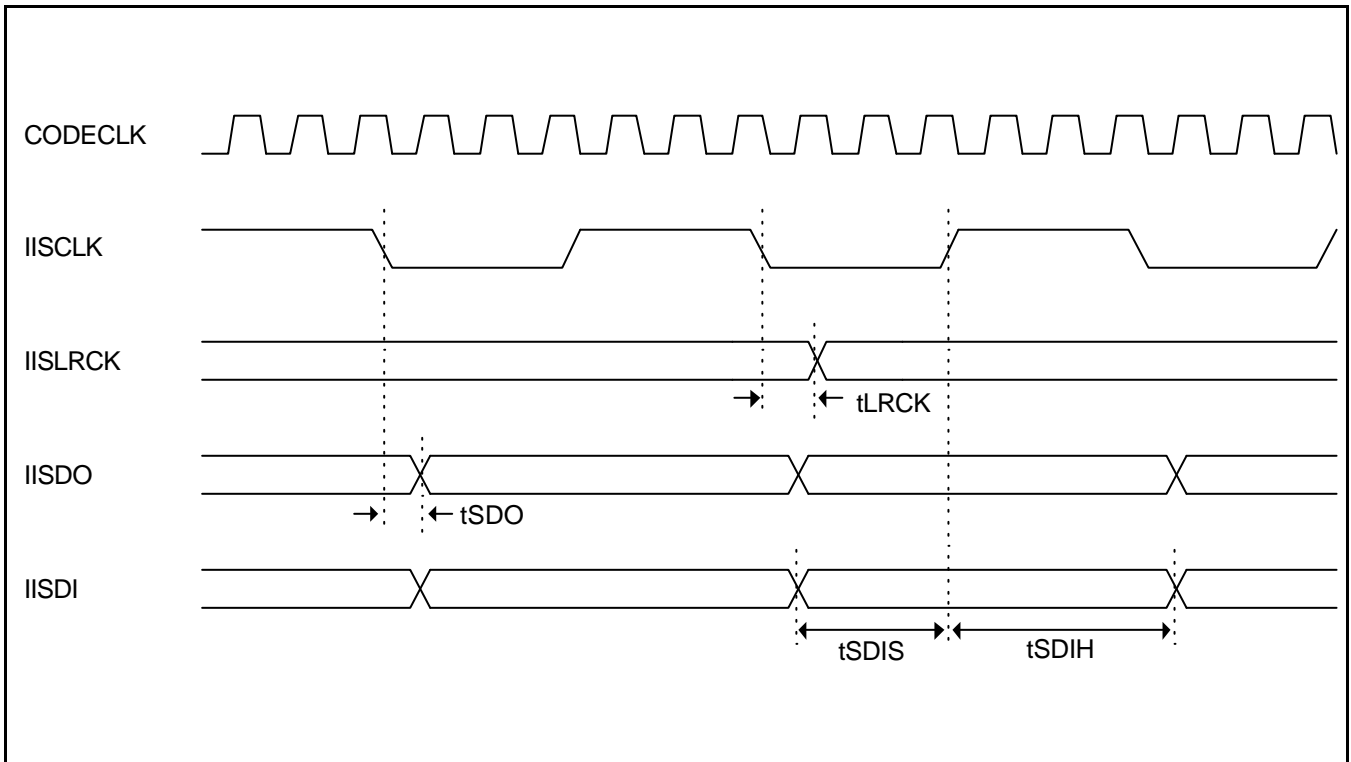 CODECLK
IISCLK
IISLRCK
tLRCK
IISDO
tSDO
IISDI
tSDIS
tSDIH